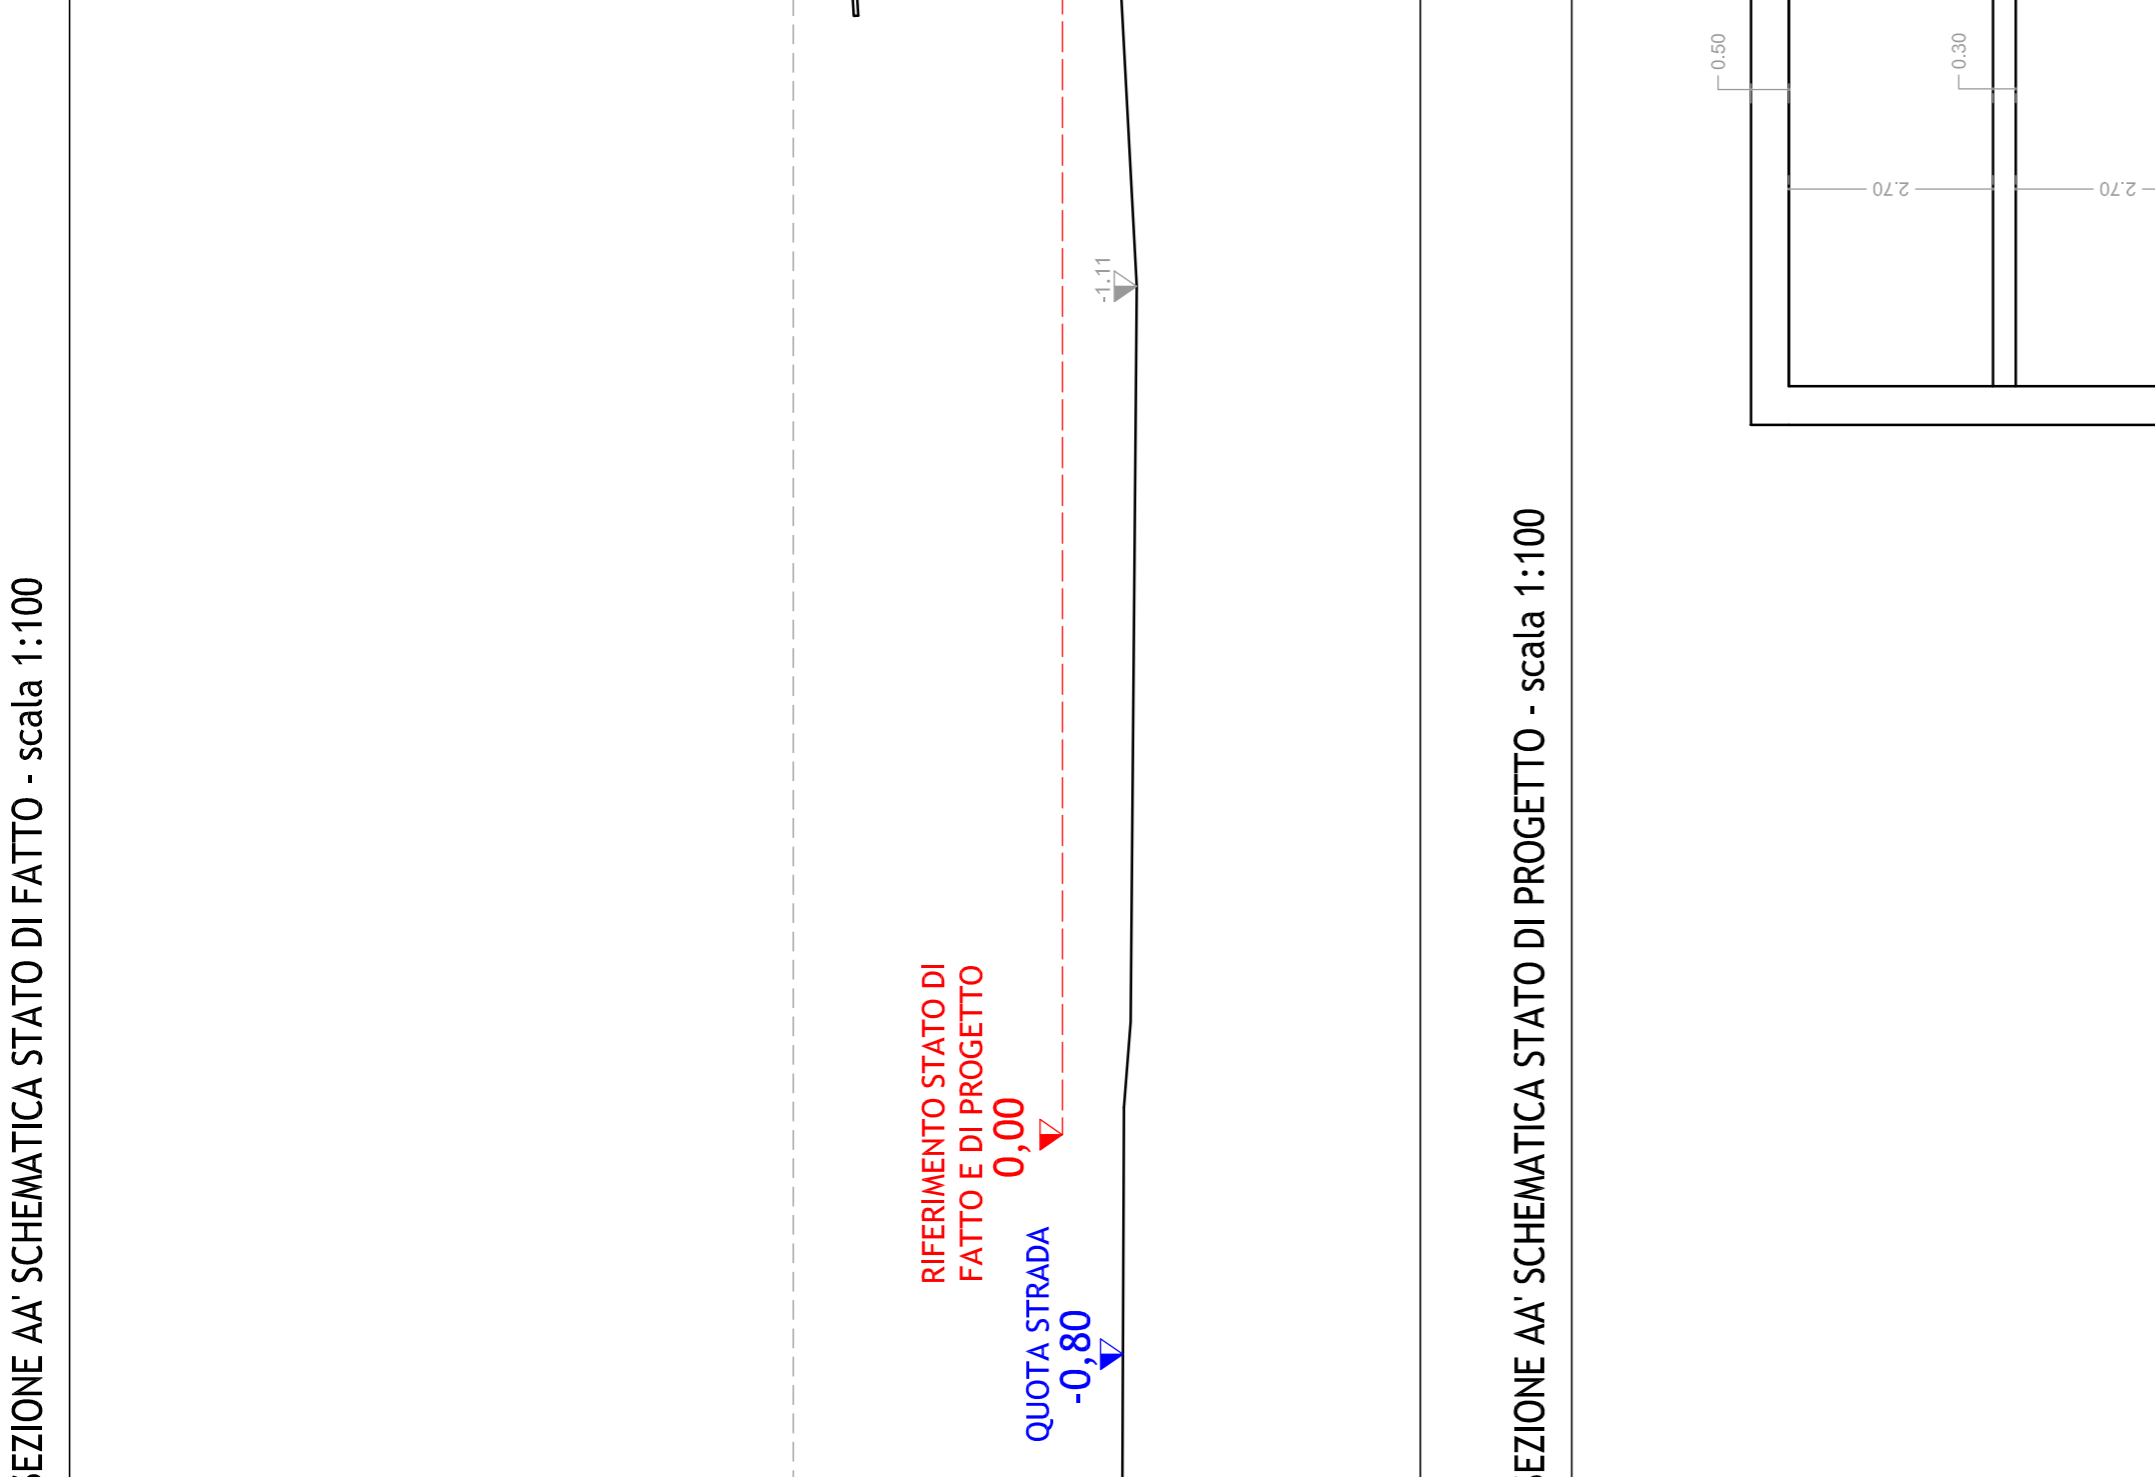 SEZIONE AA' SCHEMATICA STATO DI FATTO - scala 1:100
RIFERIMENTO STATO DI
FATTO E DI PROGETTO
0,00
QUOTA STRADA
-0,80
-1.11
SEZIONE AA' SCHEMATICA STATO DI PROGETTO - scala 1:100
0.50
0.30
2.70
2.70